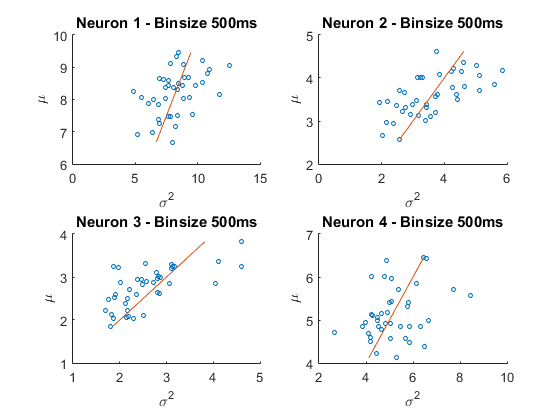 Neuron 1 - Binsize 500ms
10
9
8
7
6
μ
0 5 10 15
σ²
Neuron 2 - Binsize 500ms
5
4
3
2
μ
0 2 4 6
σ²
Neuron 3 - Binsize 500ms
4
3
2
1
μ
1 2 3 4 5
σ²
Neuron 4 - Binsize 500ms
7
6
5
4
μ
2 4 6 8 10
σ²